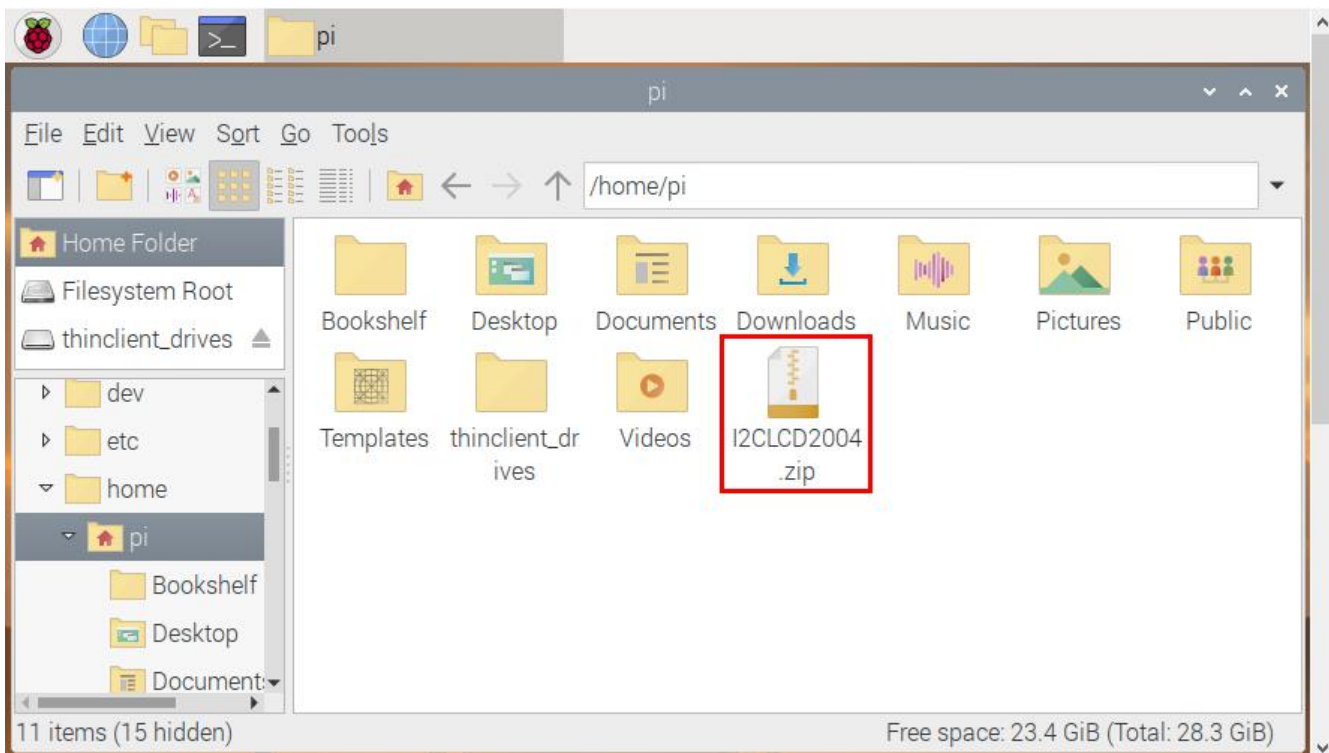 pi
pi
File Edit View Sort Go Tools
/home/pi
Home Folder
Filesystem Root
thinclient_drives
dev
etc
home
pi
Bookshelf
Desktop
Document
Bookshelf Desktop Documents Downloads Music Pictures Public
Templates thinclient_dr
ives Videos I2CLCD2004
.zip
11 items (15 hidden) Free space: 23.4 GiB (Total: 28.3 GiB)